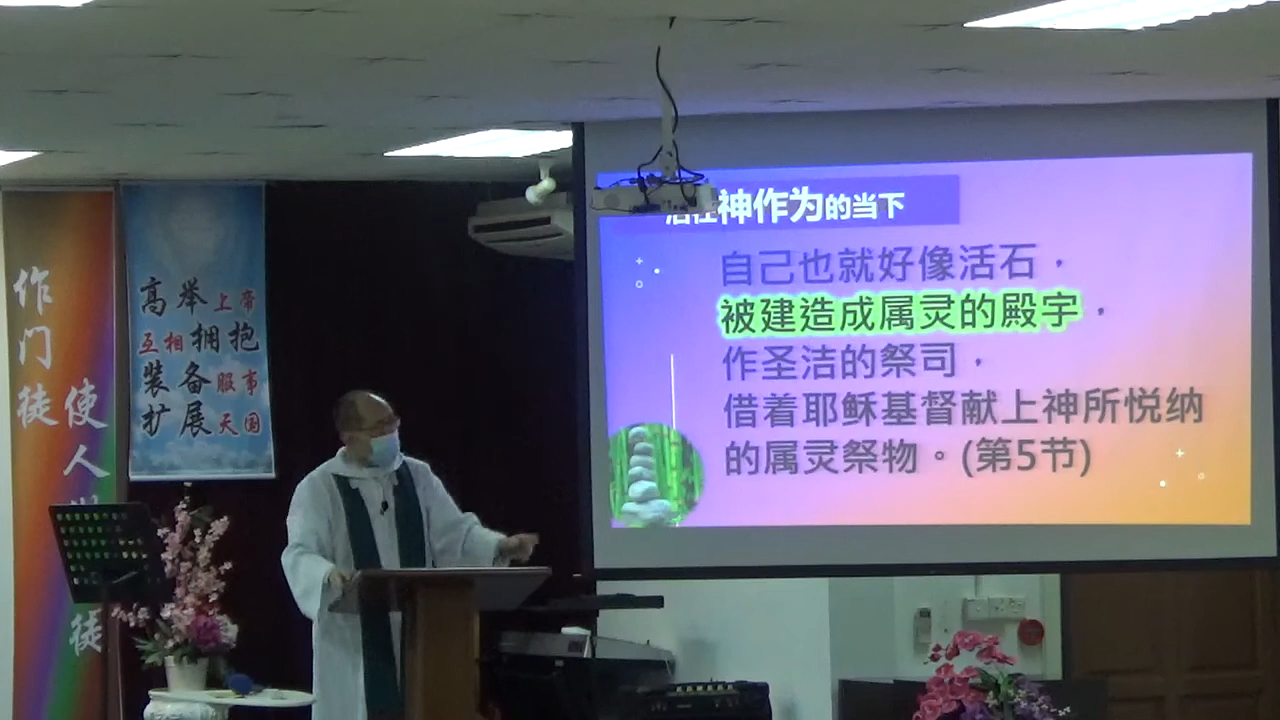 作门徒
使人
徒
高举上帝
互相拥抱
装备服事
扩展天国
神作为的当下
自己也就好像活石，
被建造成属灵的殿宇，
作圣洁的祭司，
借着耶稣基督献上神所悦纳
的属灵祭物。(第5节)